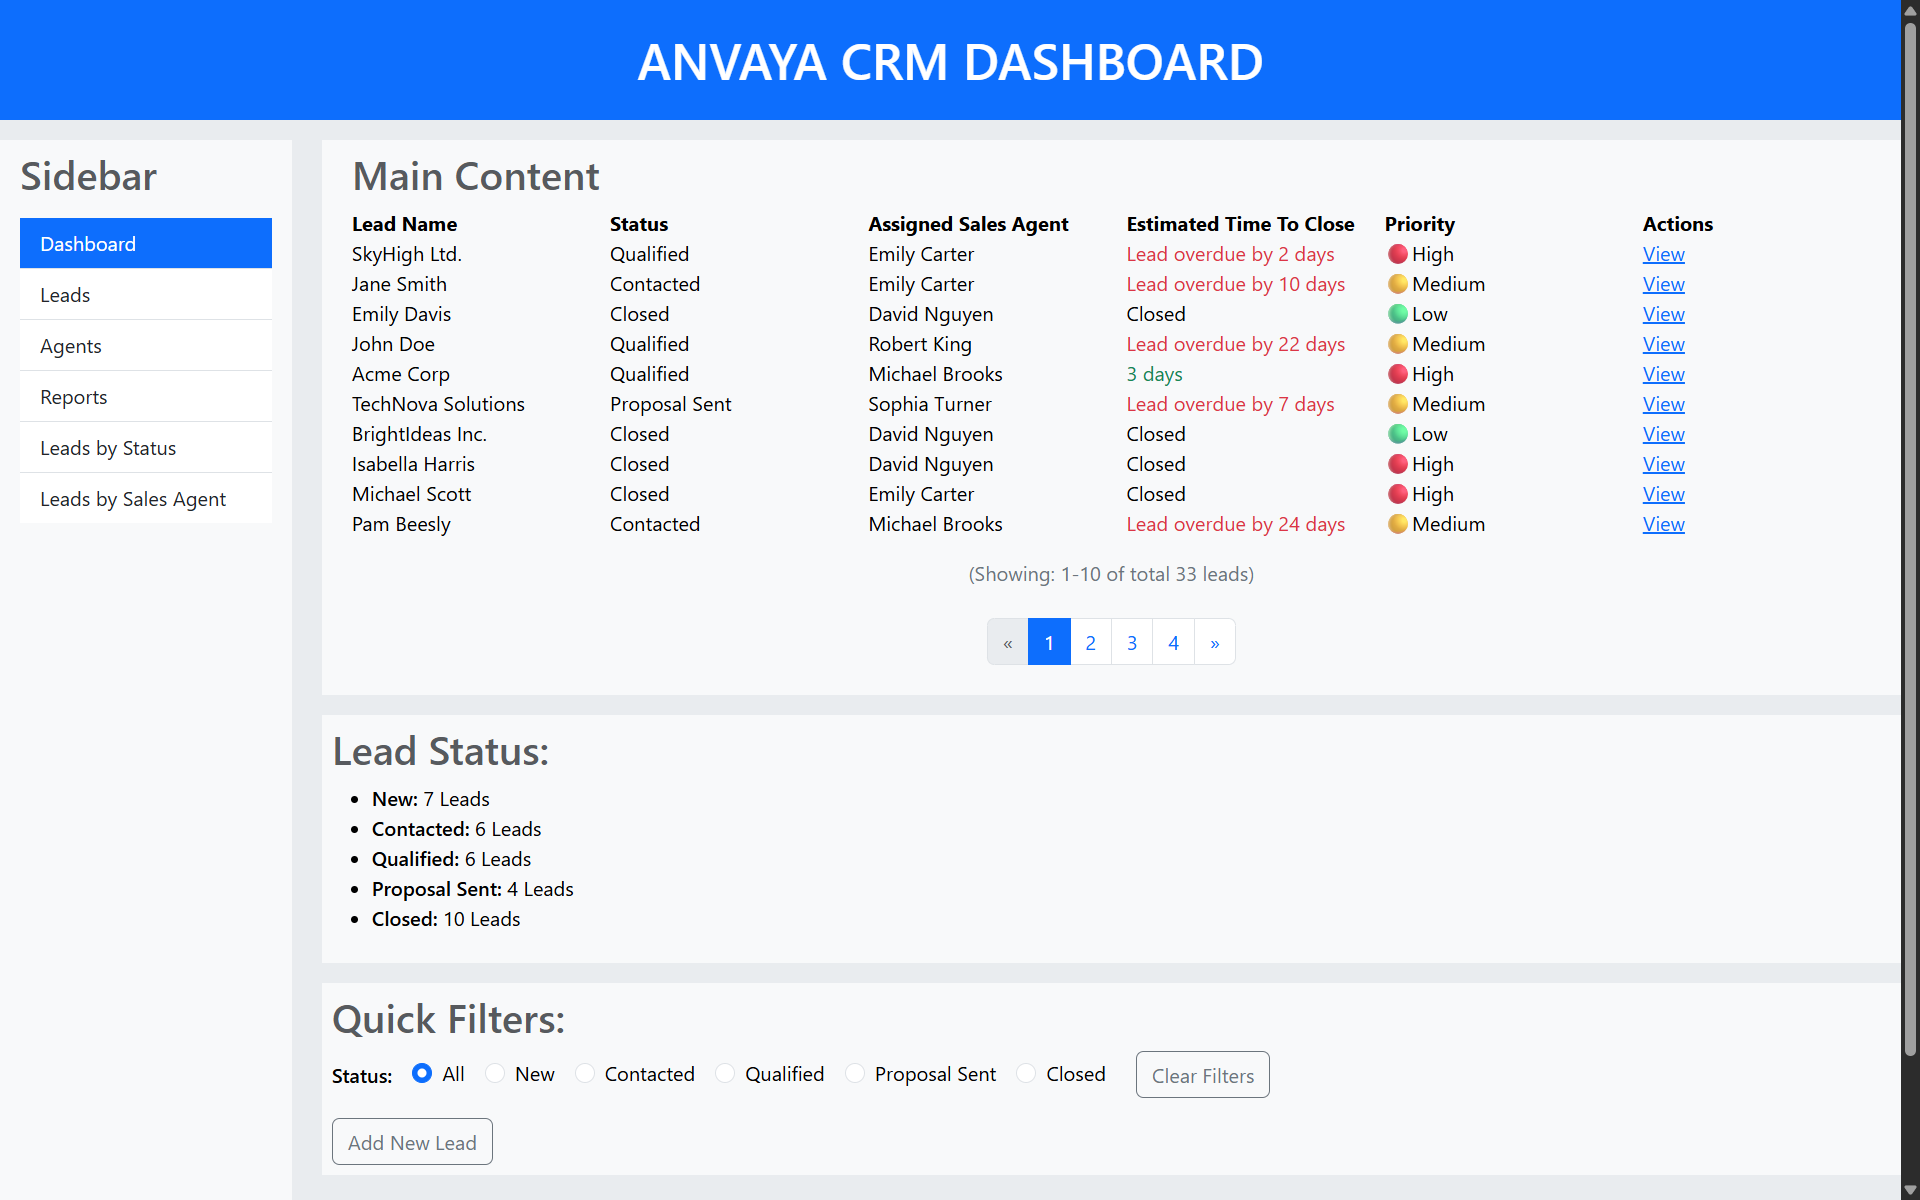 ANVAYA CRM DASHBOARD
Sidebar
Dashboard
Leads
Agents
Reports
Leads by Status
Leads by Sales Agent
Main Content
Lead Name Status Assigned Sales Agent Estimated Time To Close Priority Actions
SkyHigh Ltd. Qualified Emily Carter Lead overdue by 2 days High View
Jane Smith Contacted Emily Carter Lead overdue by 10 days Medium View
Emily Davis Closed David Nguyen Closed Low View
John Doe Qualified Robert King Lead overdue by 22 days Medium View
Acme Corp Qualified Michael Brooks 3 days High View
TechNova Solutions Proposal Sent Sophia Turner Lead overdue by 7 days Medium View
BrightIdeas Inc. Closed David Nguyen Closed Low View
Isabella Harris Closed David Nguyen Closed High View
Michael Scott Closed Emily Carter Closed High View
Pam Beesly Contacted Michael Brooks Lead overdue by 24 days Medium View
(Showing: 1-10 of total 33 leads)
« 1 2 3 4 »
Lead Status:
• New: 7 Leads
• Contacted: 6 Leads
• Qualified: 6 Leads
• Proposal Sent: 4 Leads
• Closed: 10 Leads
Quick Filters:
Status: All New Contacted Qualified Proposal Sent Closed Clear Filters
Add New Lead